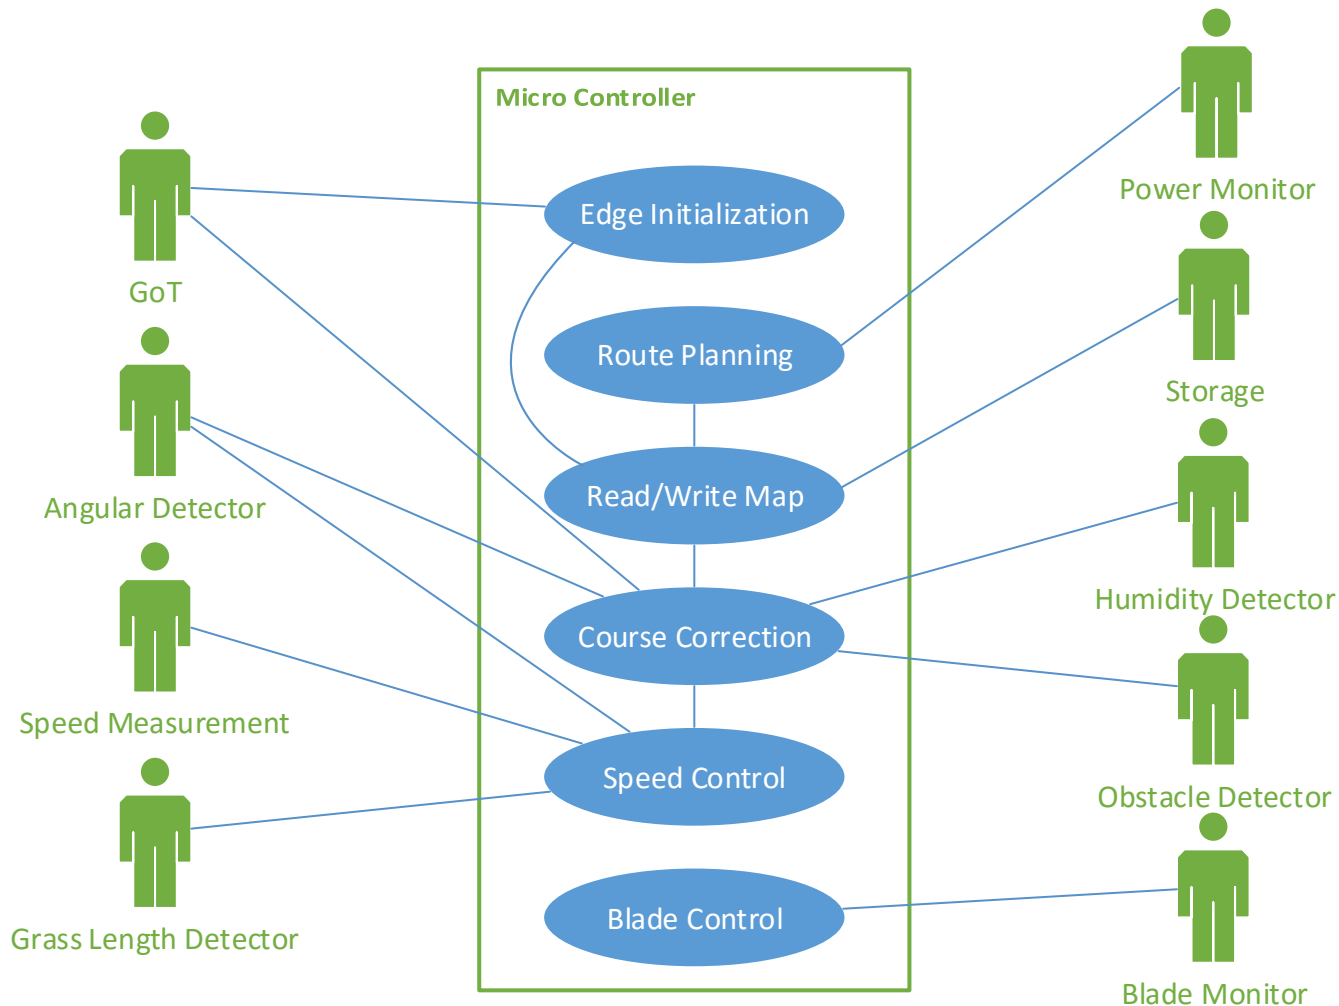 Micro Controller
GoT
Angular Detector
Speed Measurement
Grass Length Detector
Edge Initialization
Route Planning
Read/Write Map
Course Correction
Speed Control
Blade Control
Power Monitor
Storage
Humidity Detector
Obstacle Detector
Blade Monitor